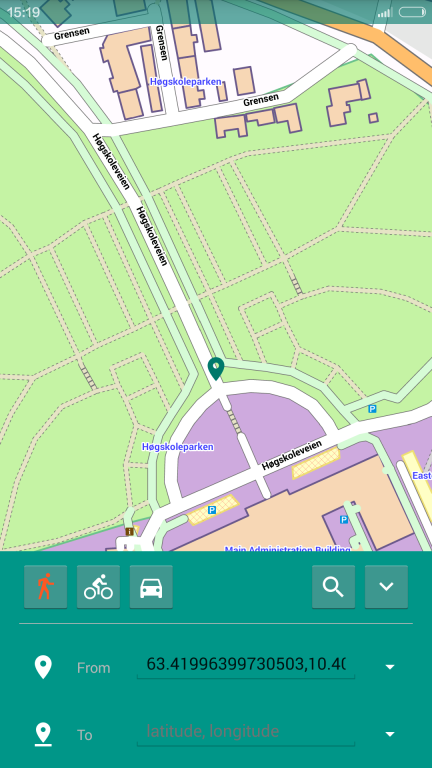 15:19
Grensen
Grensen
Høgskoleparken
Grensen
Høgskoleveien
Høgskoleveien
P
Høgskoleparken
Høgskoleveien
East
P
P
i
Main Administration Building
From
63.41996399730503,10.40
To
latitude, longitude